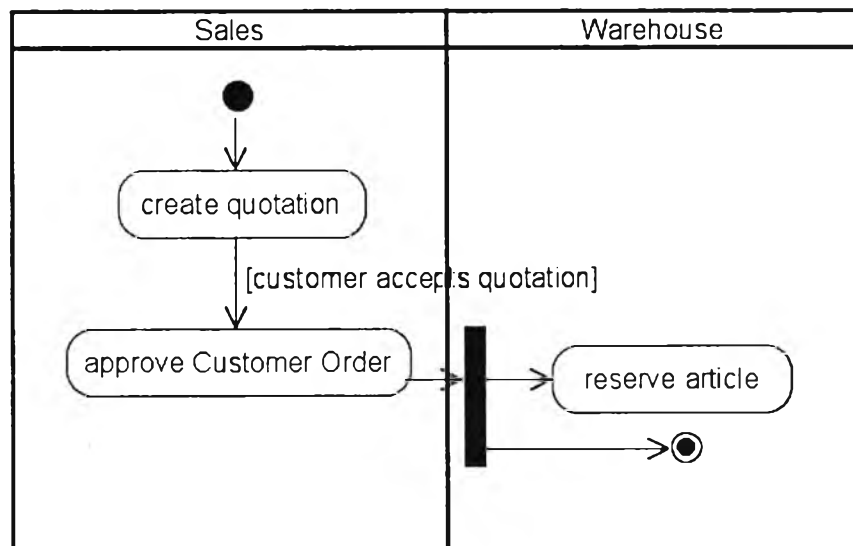 Sales
Warehouse
create quotation
[customer accepts quotation]
approve Customer Order
reserve article